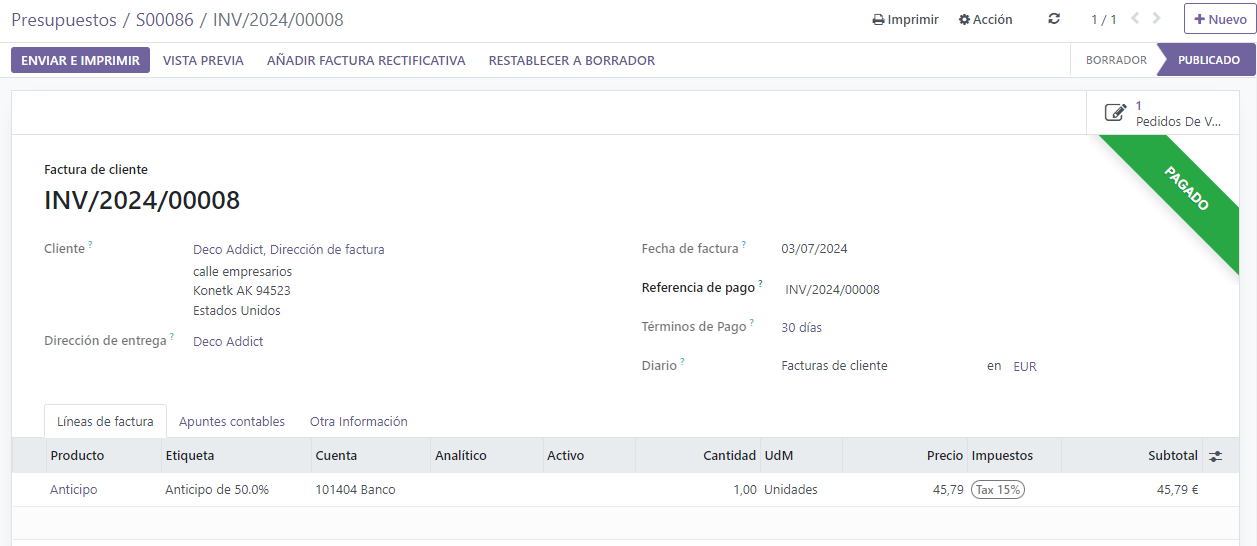 Presupuestos / S00086 / INV/2024/00008
Imprimir Acción 1 / 1 Nuevo
ENVIAR E IMPRIMIR VISTA PREVIA AÑADIR FACTURA RECTIFICATIVA RESTABLECER A BORRADOR BORRADOR PUBLICADO
1
Pedidos De V...
PAGADO
Factura de cliente
INV/2024/00008
Cliente ? Deco Addict, Dirección de factura
calle empresarios
Konetk AK 94523
Estados Unidos
Dirección de entrega ? Deco Addict
Fecha de factura ? 03/07/2024
Referencia de pago ? INV/2024/00008
Términos de Pago ? 30 días
Diario ? Facturas de cliente en EUR
Líneas de factura Apuntes contables Otra Información
Producto Etiqueta Cuenta Analítico Activo Cantidad UdM Precio Impuestos Subtotal
Anticipo Anticipo de 50.0% 101404 Banco 1,00 Unidades 45,79 Tax 15% 45,79 €